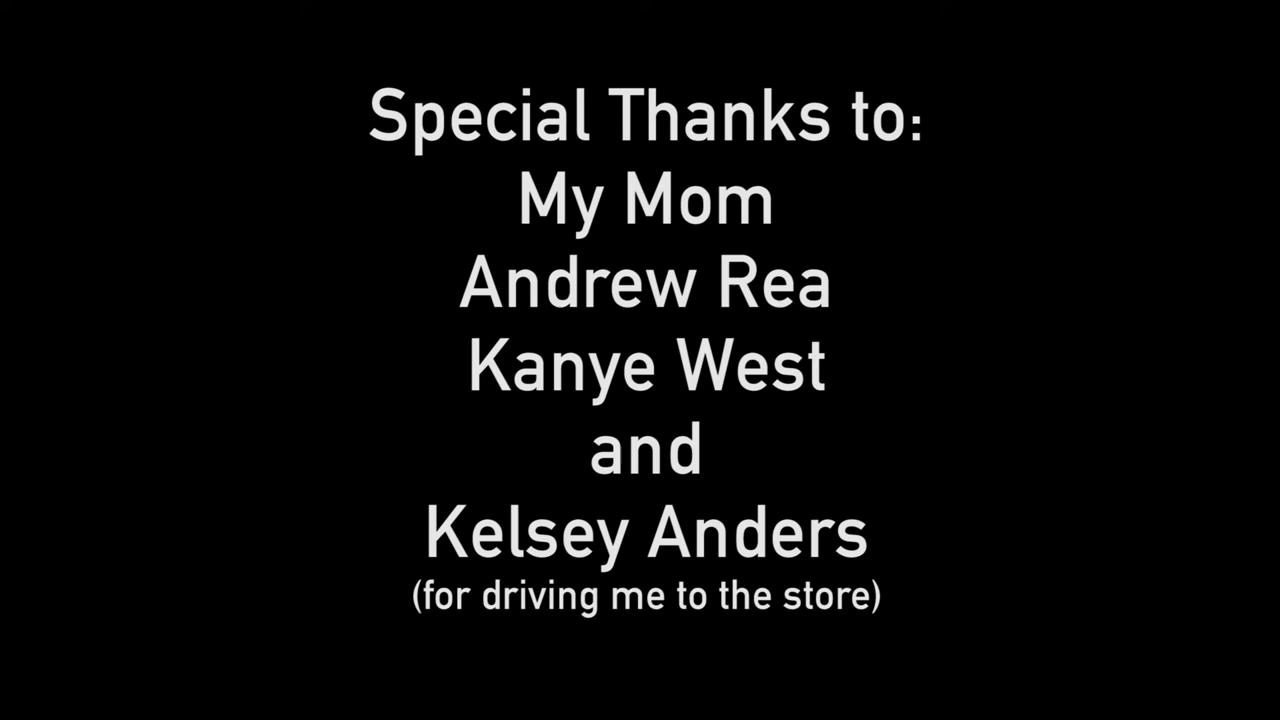 Special Thanks to:
My Mom
Andrew Rea
Kanye West
and
Kelsey Anders
(for driving me to the store)